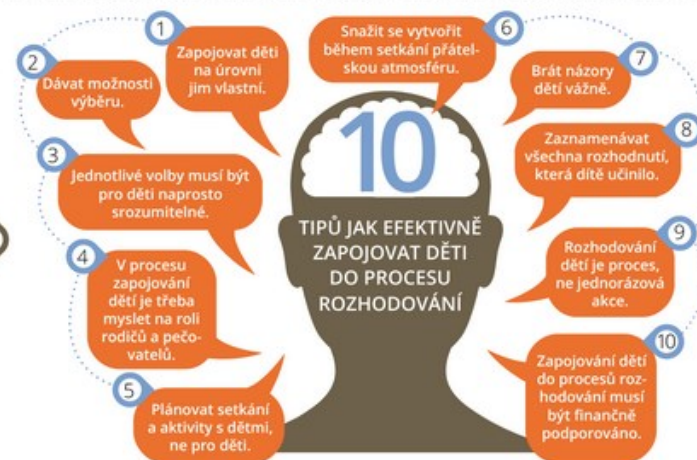 10
TIPŮ JAK EFEKTIVNĚ
ZAPOJOVAT DĚTI
DO PROCESU
ROZHODOVÁNÍ
1
Zapojovat děti
na úrovni
jim vlastní.
2
Dávat možnosti
výběru.
3
Jednotlivé volby musí být
pro děti naprosto
srozumitelné.
4
V procesu
zapojování
dětí je třeba
myslet na roli
rodičů a pečo-
vatelů.
5
Plánovat setkání
a aktivity s dětmi,
ne pro děti.
6
Snažit se vytvořit
během setkání přátel-
skou atmosféru.
7
Brát názory
dětí vážně.
8
Zaznamenávat
všechna rozhodnutí,
která dítě učinilo.
9
Rozhodování
dětí je proces,
ne jednorázová
akce.
10
Zapojování dětí
do procesů roz-
hodování musí
být finančně
podporováno.